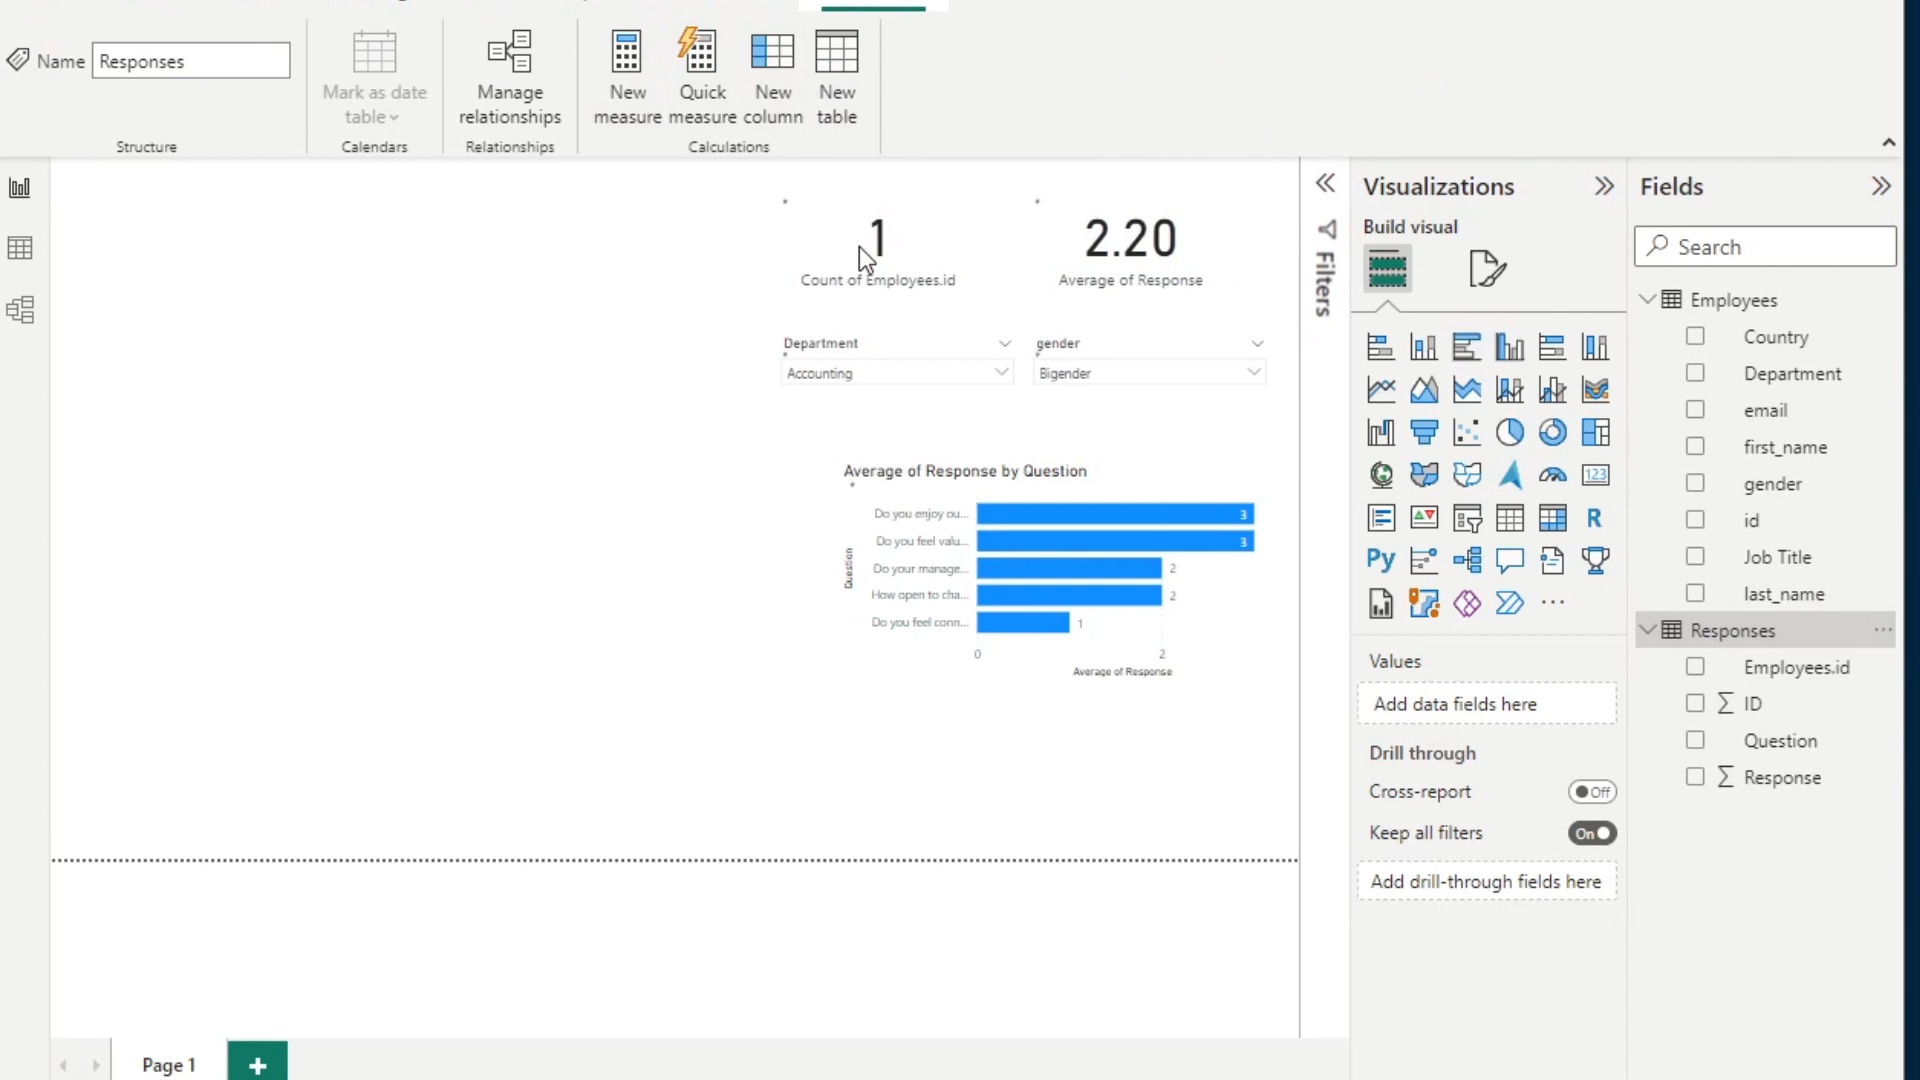 Name Responses
Mark as date
table
Manage
relationships
New
measure
Quick
measure
New
column
New
table
Structure
Calendars
Relationships
Calculations
1
Count of Employees.id
2.20
Average of Response
Department
Accounting
gender
Bigender
Average of Response by Question
Question
Do you enjoy ou... 3
Do you feel valu... 3
Do your manage... 2
How open to cha... 2
Do you feel conn... 1
0 2
Average of Response
Page 1
+
Filters
Visualizations
Build visual
123
R
Py
...
Values
Add data fields here
Drill through
Cross-report Off
Keep all filters On
Add drill-through fields here
Fields
Search
Employees
Country
Department
email
first_name
gender
id
Job Title
last_name
Responses ...
Employees.id
∑ ID
Question
∑ Response